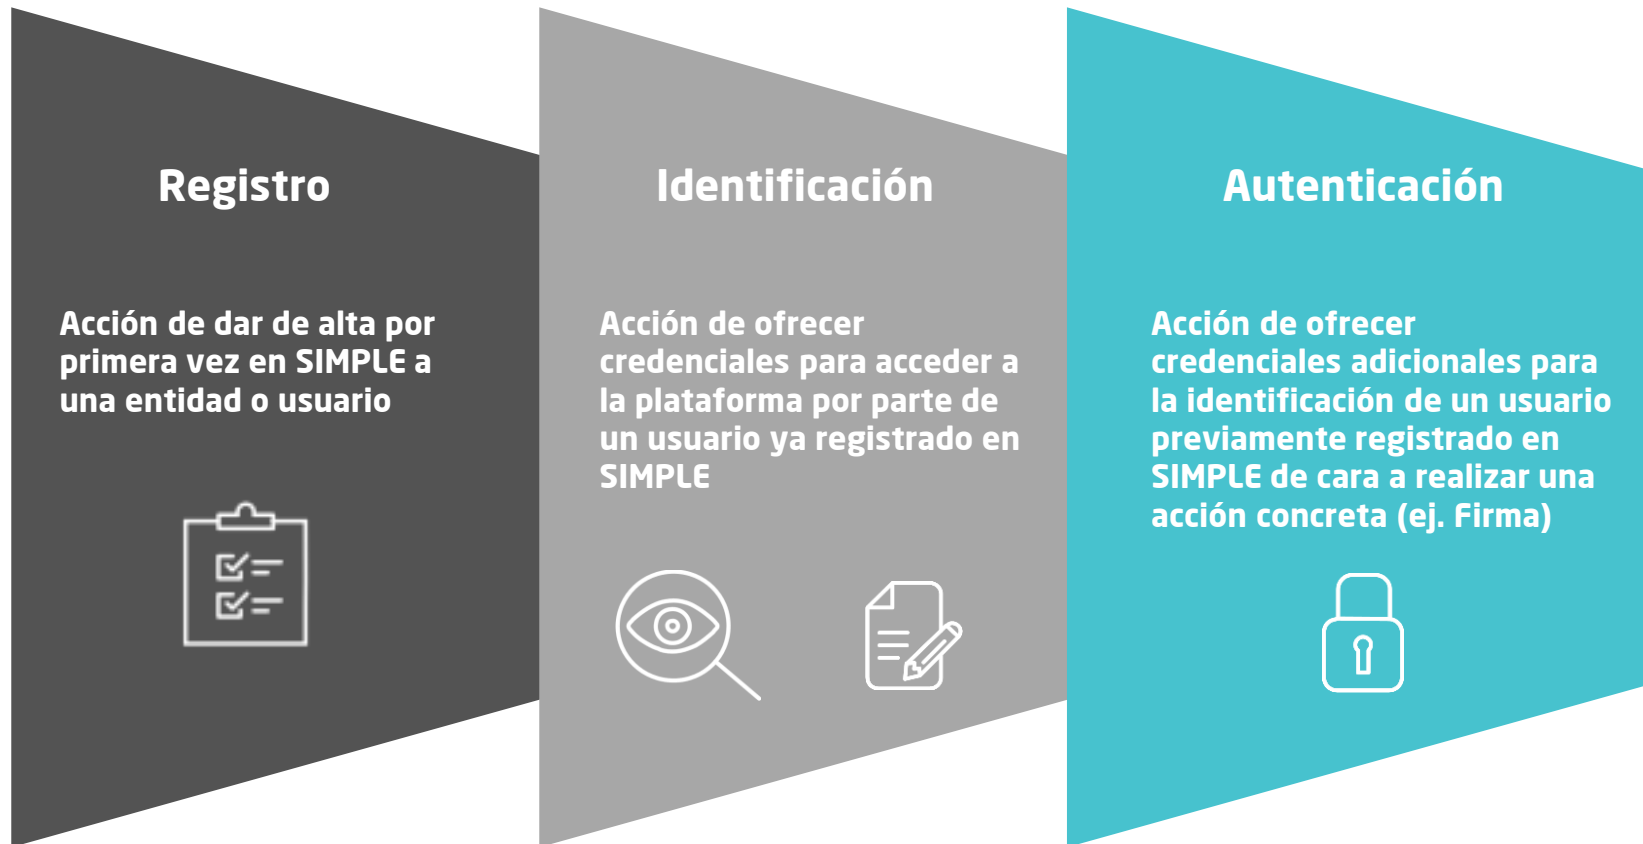 Registro
Acción de dar de alta por
primera vez en SIMPLE a
una entidad o usuario
Identificación
Acción de ofrecer
credenciales para acceder a
la plataforma por parte de
un usuario ya registrado en
SIMPLE
Autenticación
Acción de ofrecer
credenciales adicionales para
la identificación de un usuario
previamente registrado en
SIMPLE de cara a realizar una
acción concreta (ej. Firma)